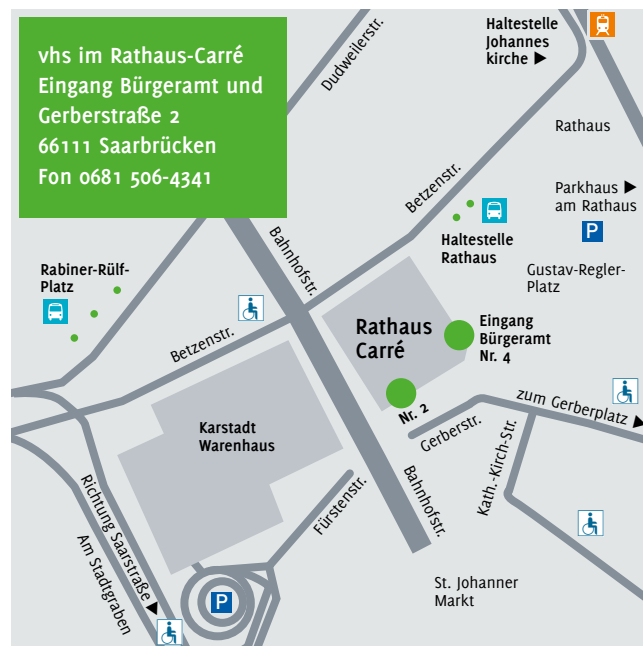 vhs im Rathaus-Carré
Eingang Bürgeramt und
Gerberstraße 2
66111 Saarbrücken
Fon 0681 506-4341
Dudweilerstr.
Haltestelle
Johannes
kirche ▶
Rathaus
Parkhaus ▶
am Rathaus
P
Gustav-Regler-
Platz
Betzenstr.
Haltestelle
Rathaus
Bahnhofstr.
Rabiner-Rülf-
Platz
Betzenstr.
Rathaus
Carré
Eingang
Bürgeramt
Nr. 4
Nr. 2
zum Gerberplatz ▶
Gerberstr.
Kath.-Kirch-Str.
Karstadt
Warenhaus
Fürstenstr.
Bahnhofstr.
Richtung Saarstraße ▶
Am Stadtgraben
P
St. Johanner
Markt